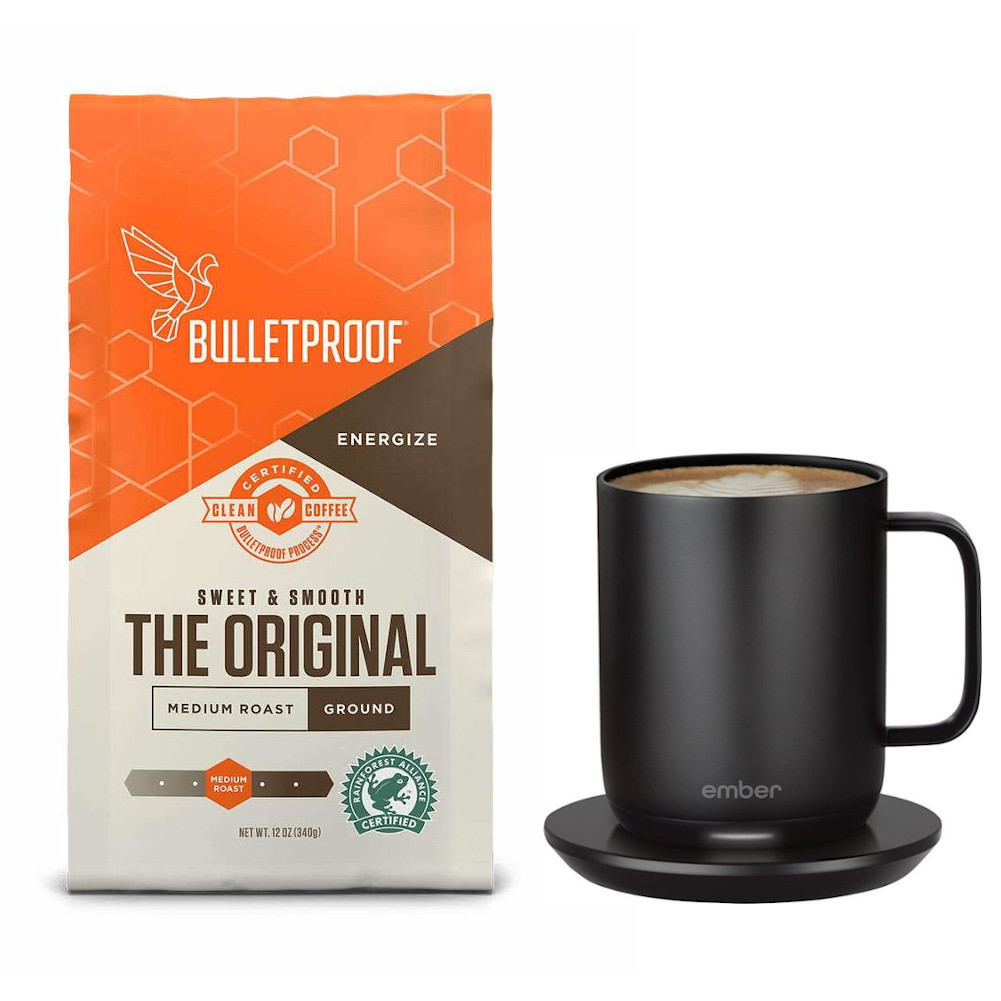 BULLETPROOF®
ENERGIZE
CERTIFIED
CLEAN COFFEE
BULLETPROOF PROCESS™
SWEET & SMOOTH
THE ORIGINAL
MEDIUM ROAST GROUND
MEDIUM
ROAST
RAINFOREST ALLIANCE
CERTIFIED
NET WT. 12 OZ (340g)
ember